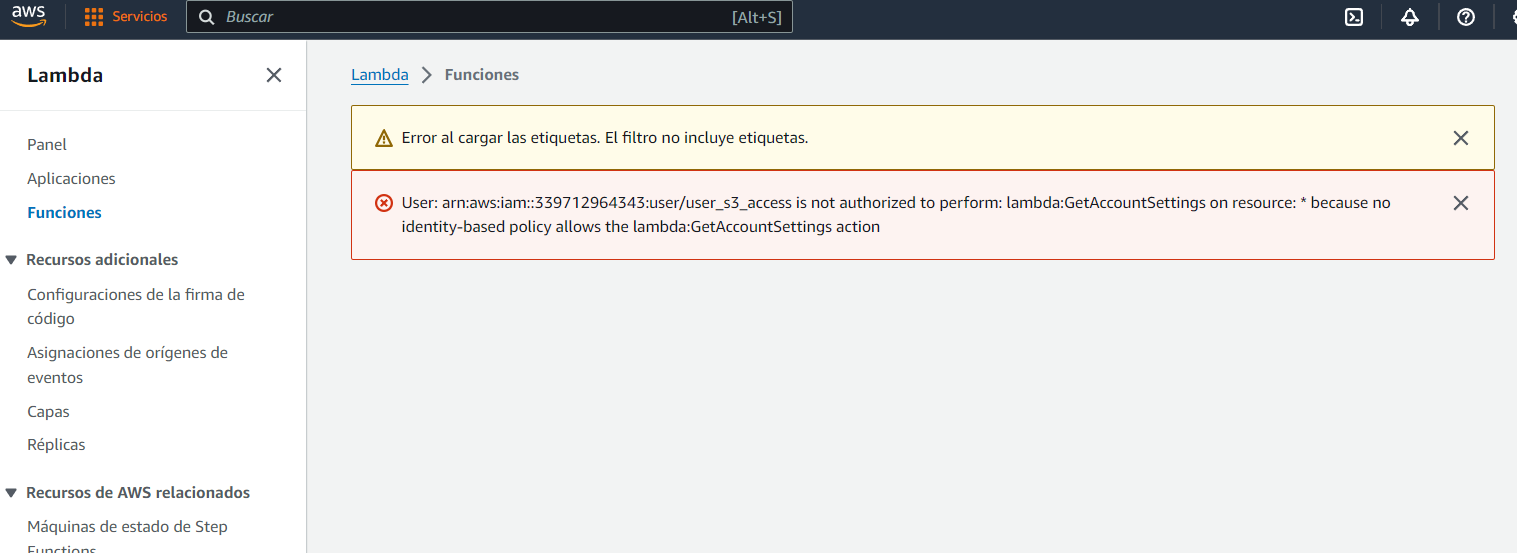 aws
Servicios
Buscar
[Alt+S]
Lambda
Lambda
Funciones
Panel
Aplicaciones
Funciones
Recursos adicionales
Configuraciones de la firma de
código
Asignaciones de orígenes de
eventos
Capas
Réplicas
Recursos de AWS relacionados
Máquinas de estado de Step
Functions
Error al cargar las etiquetas. El filtro no incluye etiquetas.
User: arn:aws:iam::339712964343:user/user_s3_access is not authorized to perform: lambda:GetAccountSettings on resource: * because no
identity-based policy allows the lambda:GetAccountSettings action